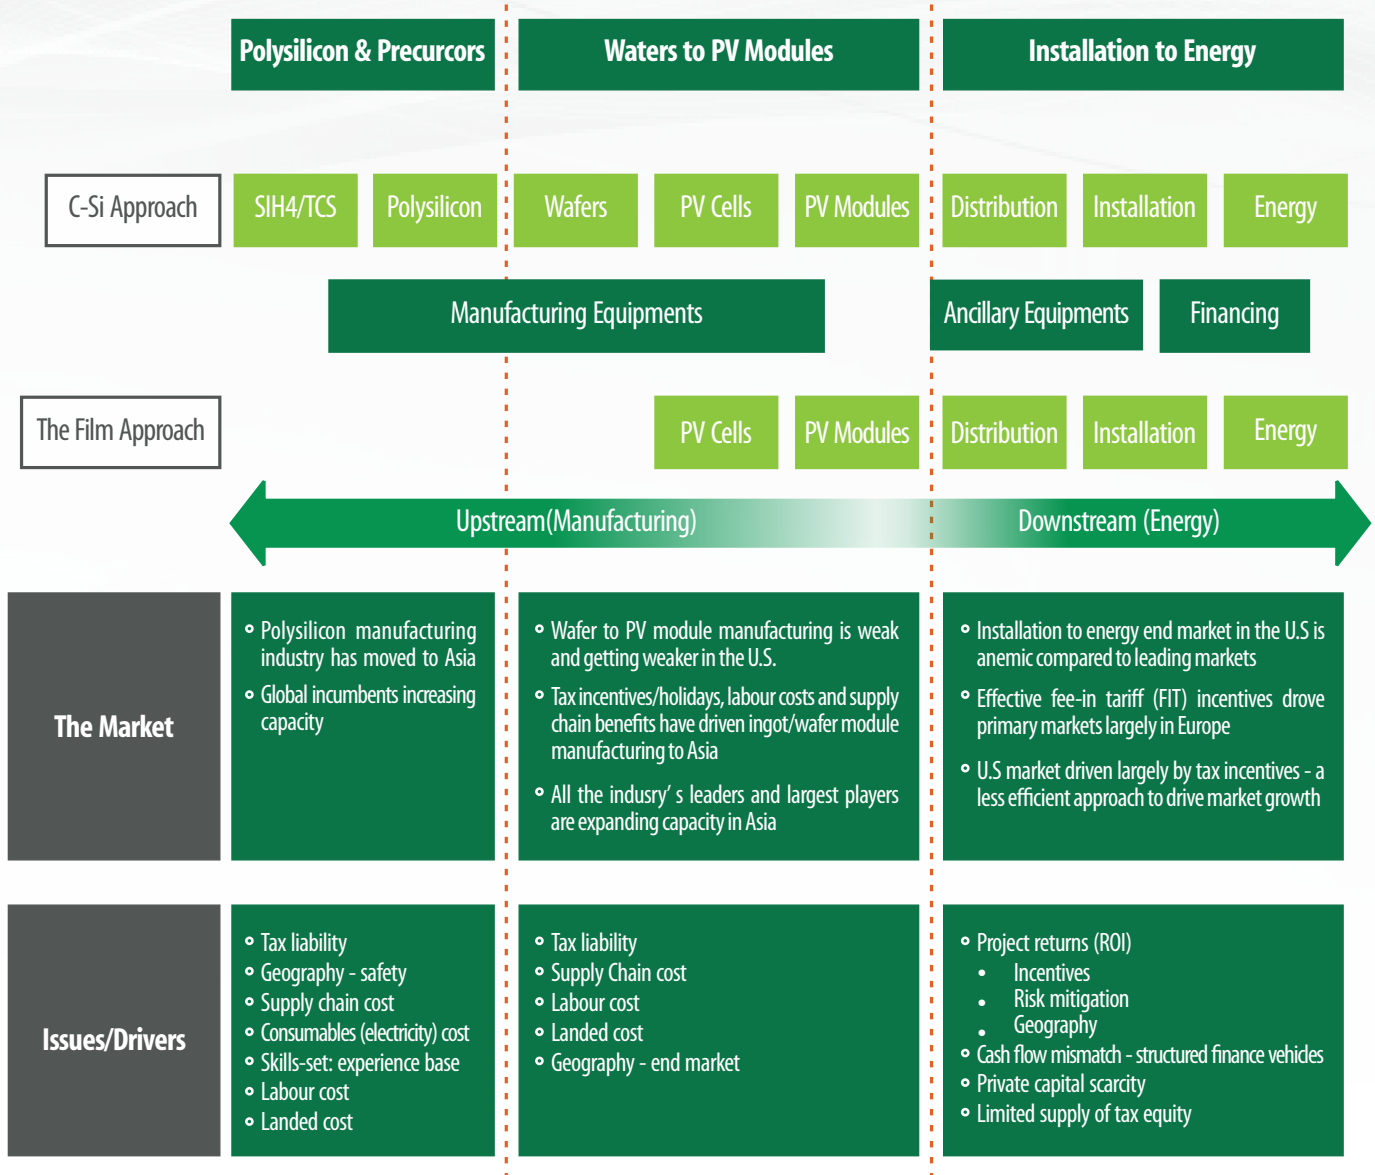 Polysilicon & Precurcors
Waters to PV Modules
Installation to Energy
C-Si Approach
SIH4/TCS
Polysilicon
Wafers
PV Cells
PV Modules
Distribution
Installation
Energy
Manufacturing Equipments
Ancillary Equipments
Financing
The Film Approach
PV Cells
PV Modules
Distribution
Installation
Energy
Upstream(Manufacturing)
Downstream (Energy)
The Market
Polysilicon manufacturing
industry has moved to Asia
Global incumbents increasing
capacity
Wafer to PV module manufacturing is weak
and getting weaker in the U.S.
Tax incentives/holidays, labour costs and supply
chain benefits have driven ingot/wafer module
manufacturing to Asia
All the indusry' s leaders and largest players
are expanding capacity in Asia
Installation to energy end market in the U.S is
anemic compared to leading markets
Effective fee-in tariff (FIT) incentives drove
primary markets largely in Europe
U.S market driven largely by tax incentives - a
less efficient approach to drive market growth
Issues/Drivers
Tax liability
Geography - safety
Supply chain cost
Consumables (electricity) cost
Skills-set: experience base
Labour cost
Landed cost
Tax liability
Supply Chain cost
Labour cost
Landed cost
Geography - end market
Project returns (ROI)
Incentives
Risk mitigation
Geography
Cash flow mismatch - structured finance vehicles
Private capital scarcity
Limited supply of tax equity